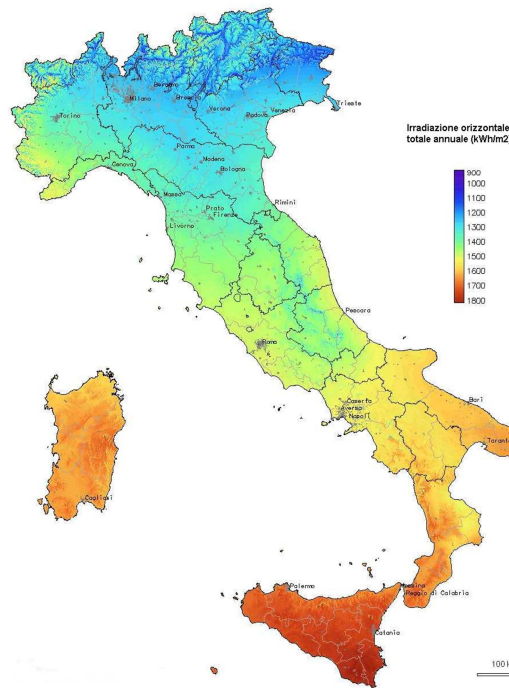 Irradiazione orizzontale
totale annuale (kWh/m2)
900
1000
1100
1200
1300
1400
1500
1600
1700
1800
Bergamo
Milano
Brescia
Trieste
Verona
Venezia
Torino
Padova
Parma
Modena
Genova
Bologna
Massa
Rimini
Prato
Firenze
Livorno
Pescara
Roma
Caserta
Aversa
Napoli
Bari
Taranto
Cagliari
Palermo
Messina
Reggio di Calabria
Catania
100 k